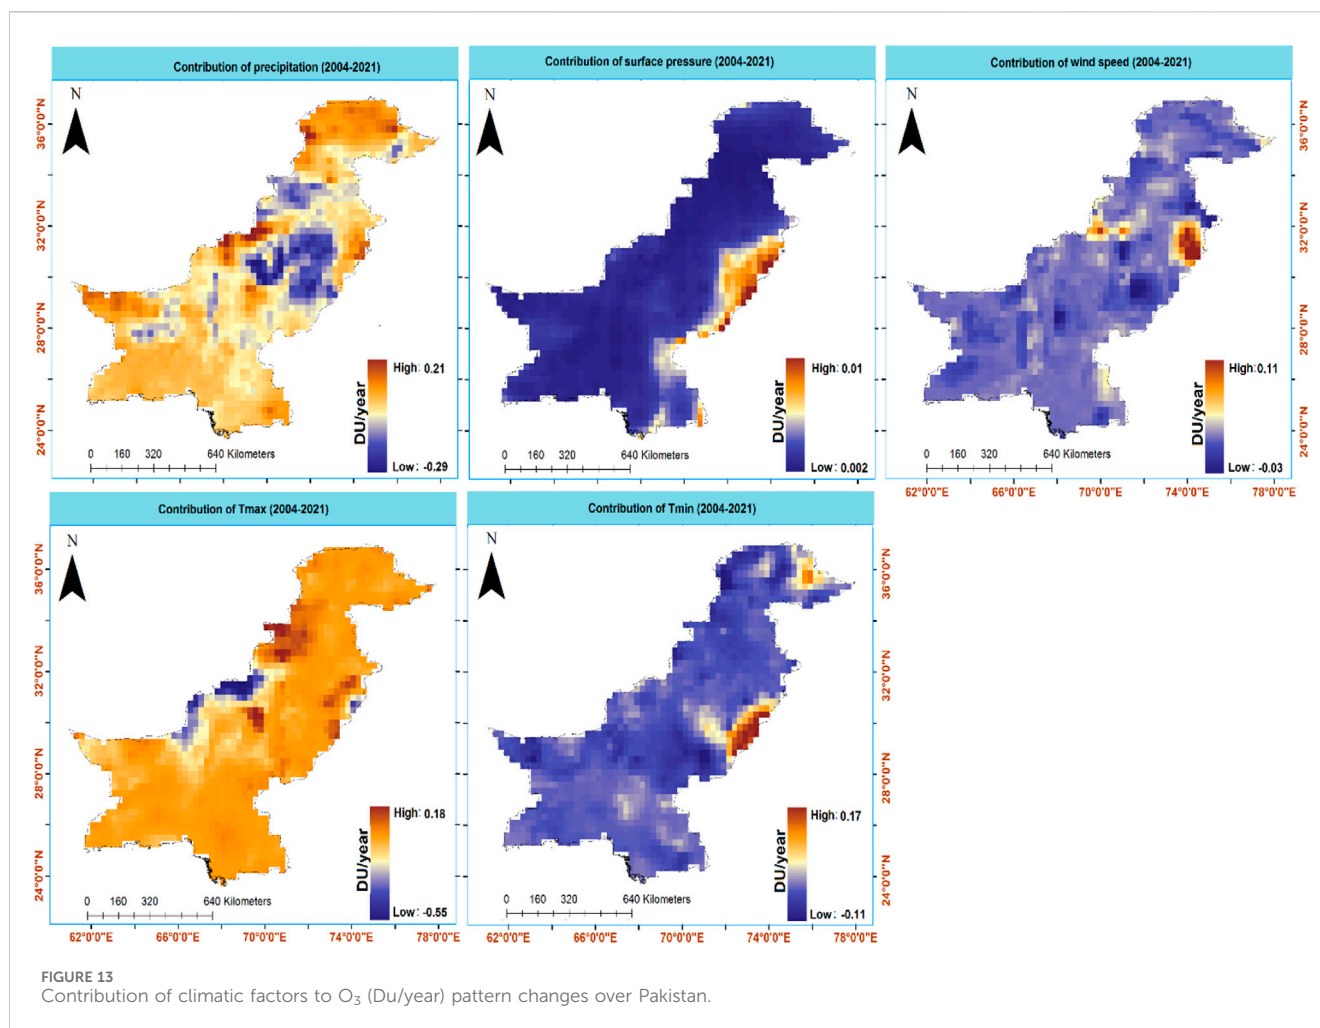 Contribution of precipitation (2004-2021)
Contribution of surface pressure (2004-2021)
Contribution of wind speed (2004-2021)
N
36°0'0"N
32°0'0"N
28°0'0"N
24°0'0"N
High: 0.21
DU/year
Low: -0.29
0 160 320 640 Kilometers
N
High: 0.01
DU/year
Low: 0.002
0 160 320 640 Kilometers
N
36°0'0"N
32°0'0"N
28°0'0"N
24°0'0"N
High: 0.11
DU/year
Low: -0.03
0 160 320 640 Kilometers
62°0'0"E 66°0'0"E 70°0'0"E 74°0'0"E 78°0'0"E
Contribution of Tmax (2004-2021)
Contribution of Tmin (2004-2021)
N
36°0'0"N
32°0'0"N
28°0'0"N
24°0'0"N
High: 0.18
DU/year
Low: -0.55
0 160 320 640 Kilometers
62°0'0"E 66°0'0"E 70°0'0"E 74°0'0"E 78°0'0"E
N
36°0'0"N
32°0'0"N
28°0'0"N
24°0'0"N
High: 0.17
DU/year
Low: -0.11
0 160 320 640 Kilometers
62°0'0"E 66°0'0"E 70°0'0"E 74°0'0"E 78°0'0"E
FIGURE 13
Contribution of climatic factors to O₃ (Du/year) pattern changes over Pakistan.